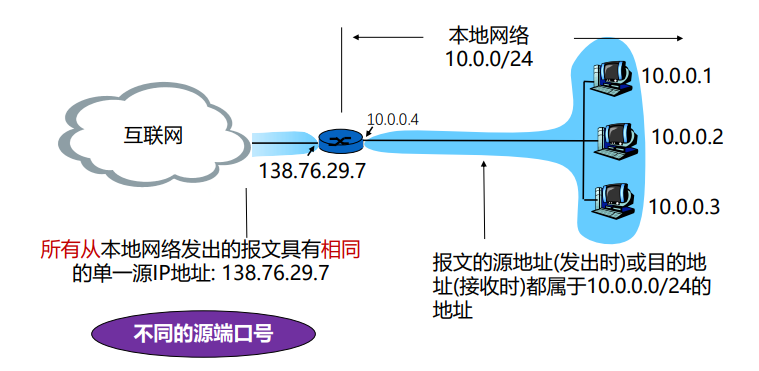 本地网络
10.0.0/24
10.0.0.1
10.0.0.4
互联网
10.0.0.2
138.76.29.7
10.0.0.3
所有从本地网络发出的报文具有相同
的单一源IP地址: 138.76.29.7
报文的源地址(发出时)或目的地
址(接收时)都属于10.0.0.0/24的
地址
不同的源端口号